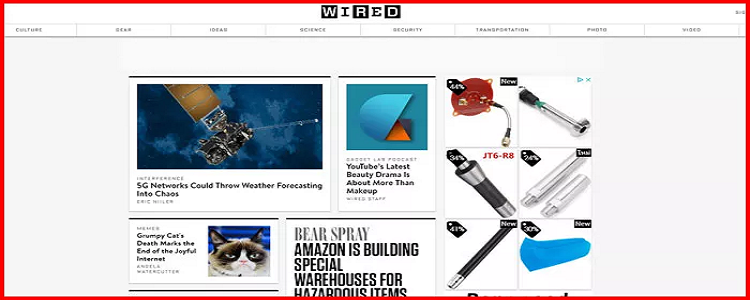 WIRED
CULTURE
GEAR
IDEAS
SCIENCE
SECURITY
TRANSPORTATION
PHOTO
VIDEO
INTERFERENCE
5G Networks Could Throw Weather Forecasting
Into Chaos
ERIC NIILER
GADGET LAB PODCAST
YouTube's Latest
Beauty Drama Is
About More Than
Makeup
WIRED STAFF
44%
New
34%
JT6-R8
24%
41%
New
30%
New
MEMES
Grumpy Cat's
Death Marks the
End of the Joyful
Internet
ANGELA
WATERCUTTER
BEAR SPRAY
AMAZON IS BUILDING
SPECIAL
WAREHOUSES FOR
HAZARDOUS ITEMS